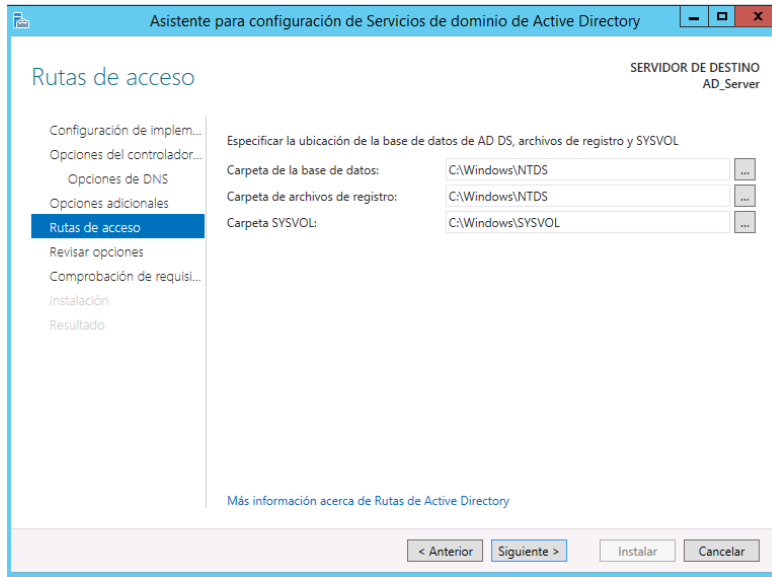 Asistente para configuración de Servicios de dominio de Active Directory
Rutas de acceso
SERVIDOR DE DESTINO
AD_Server
Configuración de implem...
Opciones del controlador...
Opciones de DNS
Opciones adicionales
Rutas de acceso
Revisar opciones
Comprobación de requisi...
Instalación
Resultado
Especificar la ubicación de la base de datos de AD DS, archivos de registro y SYSVOL
Carpeta de la base de datos: C:\Windows\NTDS ...
Carpeta de archivos de registro: C:\Windows\NTDS ...
Carpeta SYSVOL: C:\Windows\SYSVOL ...
Más información acerca de Rutas de Active Directory
< Anterior Siguiente > Instalar Cancelar